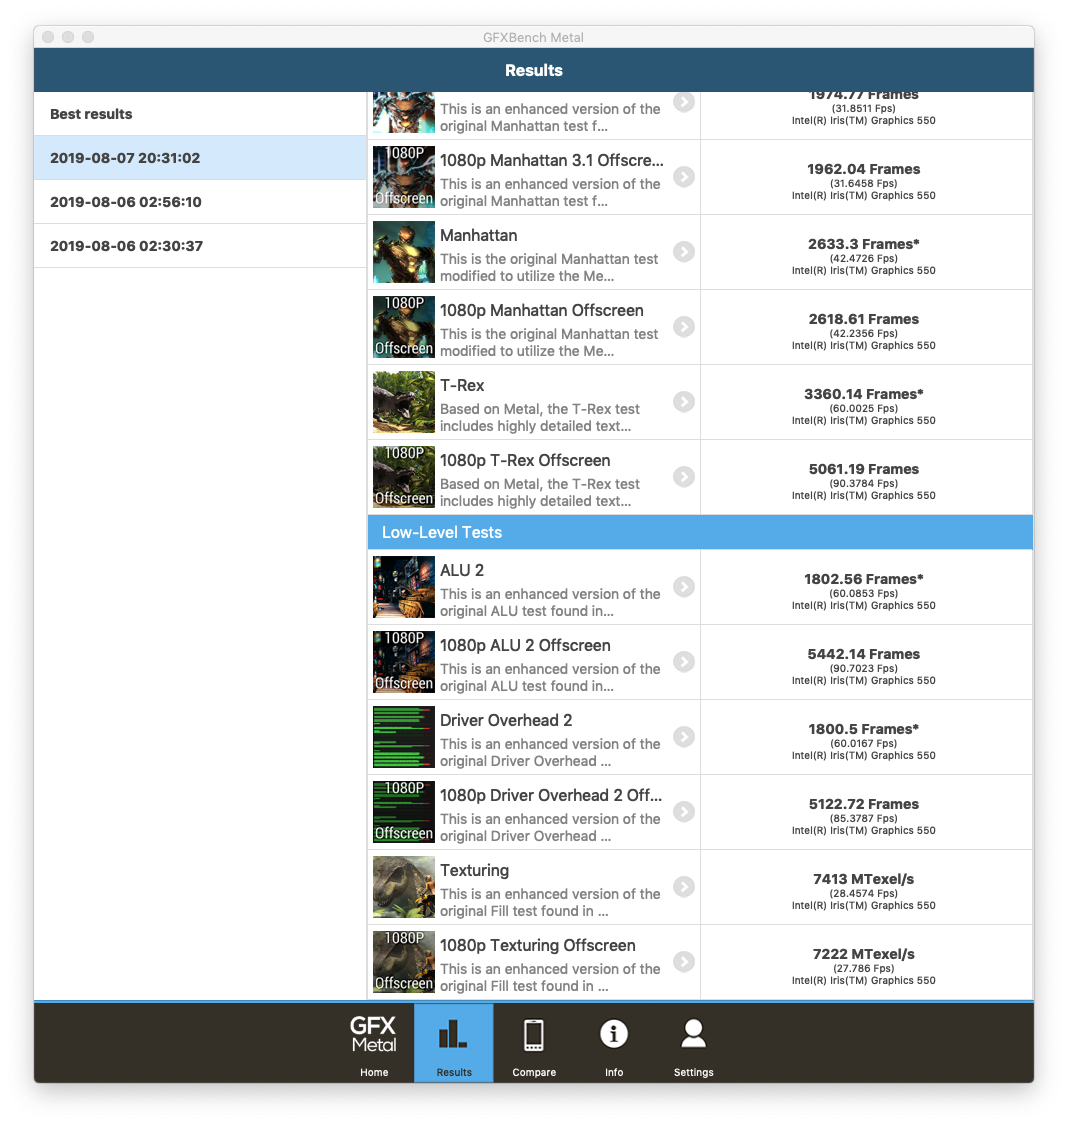 GFXBench Metal
Results
Best results
2019-08-07 20:31:02
2019-08-06 02:56:10
2019-08-06 02:30:37
This is an enhanced version of the
original Manhattan test f...
1974.77 Frames
(31.8511 Fps)
Intel(R) Iris(TM) Graphics 550
1080P
Offscreen
1080p Manhattan 3.1 Offscre...
This is an enhanced version of the
original Manhattan test f...
1962.04 Frames
(31.6458 Fps)
Intel(R) Iris(TM) Graphics 550
Manhattan
This is the original Manhattan test
modified to utilize the Me...
2633.3 Frames*
(42.4726 Fps)
Intel(R) Iris(TM) Graphics 550
1080P
Offscreen
1080p Manhattan Offscreen
This is the original Manhattan test
modified to utilize the Me...
2618.61 Frames
(42.2356 Fps)
Intel(R) Iris(TM) Graphics 550
T-Rex
Based on Metal, the T-Rex test
includes highly detailed text...
3360.14 Frames*
(60.0025 Fps)
Intel(R) Iris(TM) Graphics 550
1080P
Offscreen
1080p T-Rex Offscreen
Based on Metal, the T-Rex test
includes highly detailed text...
5061.19 Frames
(90.3784 Fps)
Intel(R) Iris(TM) Graphics 550
Low-Level Tests
ALU 2
This is an enhanced version of the
original ALU test found in...
1802.56 Frames*
(60.0853 Fps)
Intel(R) Iris(TM) Graphics 550
1080P
Offscreen
1080p ALU 2 Offscreen
This is an enhanced version of the
original ALU test found in...
5442.14 Frames
(90.7023 Fps)
Intel(R) Iris(TM) Graphics 550
Driver Overhead 2
This is an enhanced version of the
original Driver Overhead ...
1800.5 Frames*
(60.0167 Fps)
Intel(R) Iris(TM) Graphics 550
1080P
Offscreen
1080p Driver Overhead 2 Off...
This is an enhanced version of the
original Driver Overhead ...
5122.72 Frames
(85.3787 Fps)
Intel(R) Iris(TM) Graphics 550
Texturing
This is an enhanced version of the
original Fill test found in ...
7413 MTexel/s
(28.4574 Fps)
Intel(R) Iris(TM) Graphics 550
1080P
Offscreen
1080p Texturing Offscreen
This is an enhanced version of the
original Fill test found in ...
7222 MTexel/s
(27.786 Fps)
Intel(R) Iris(TM) Graphics 550
GFX
Metal
Home
Results
Compare
Info
Settings